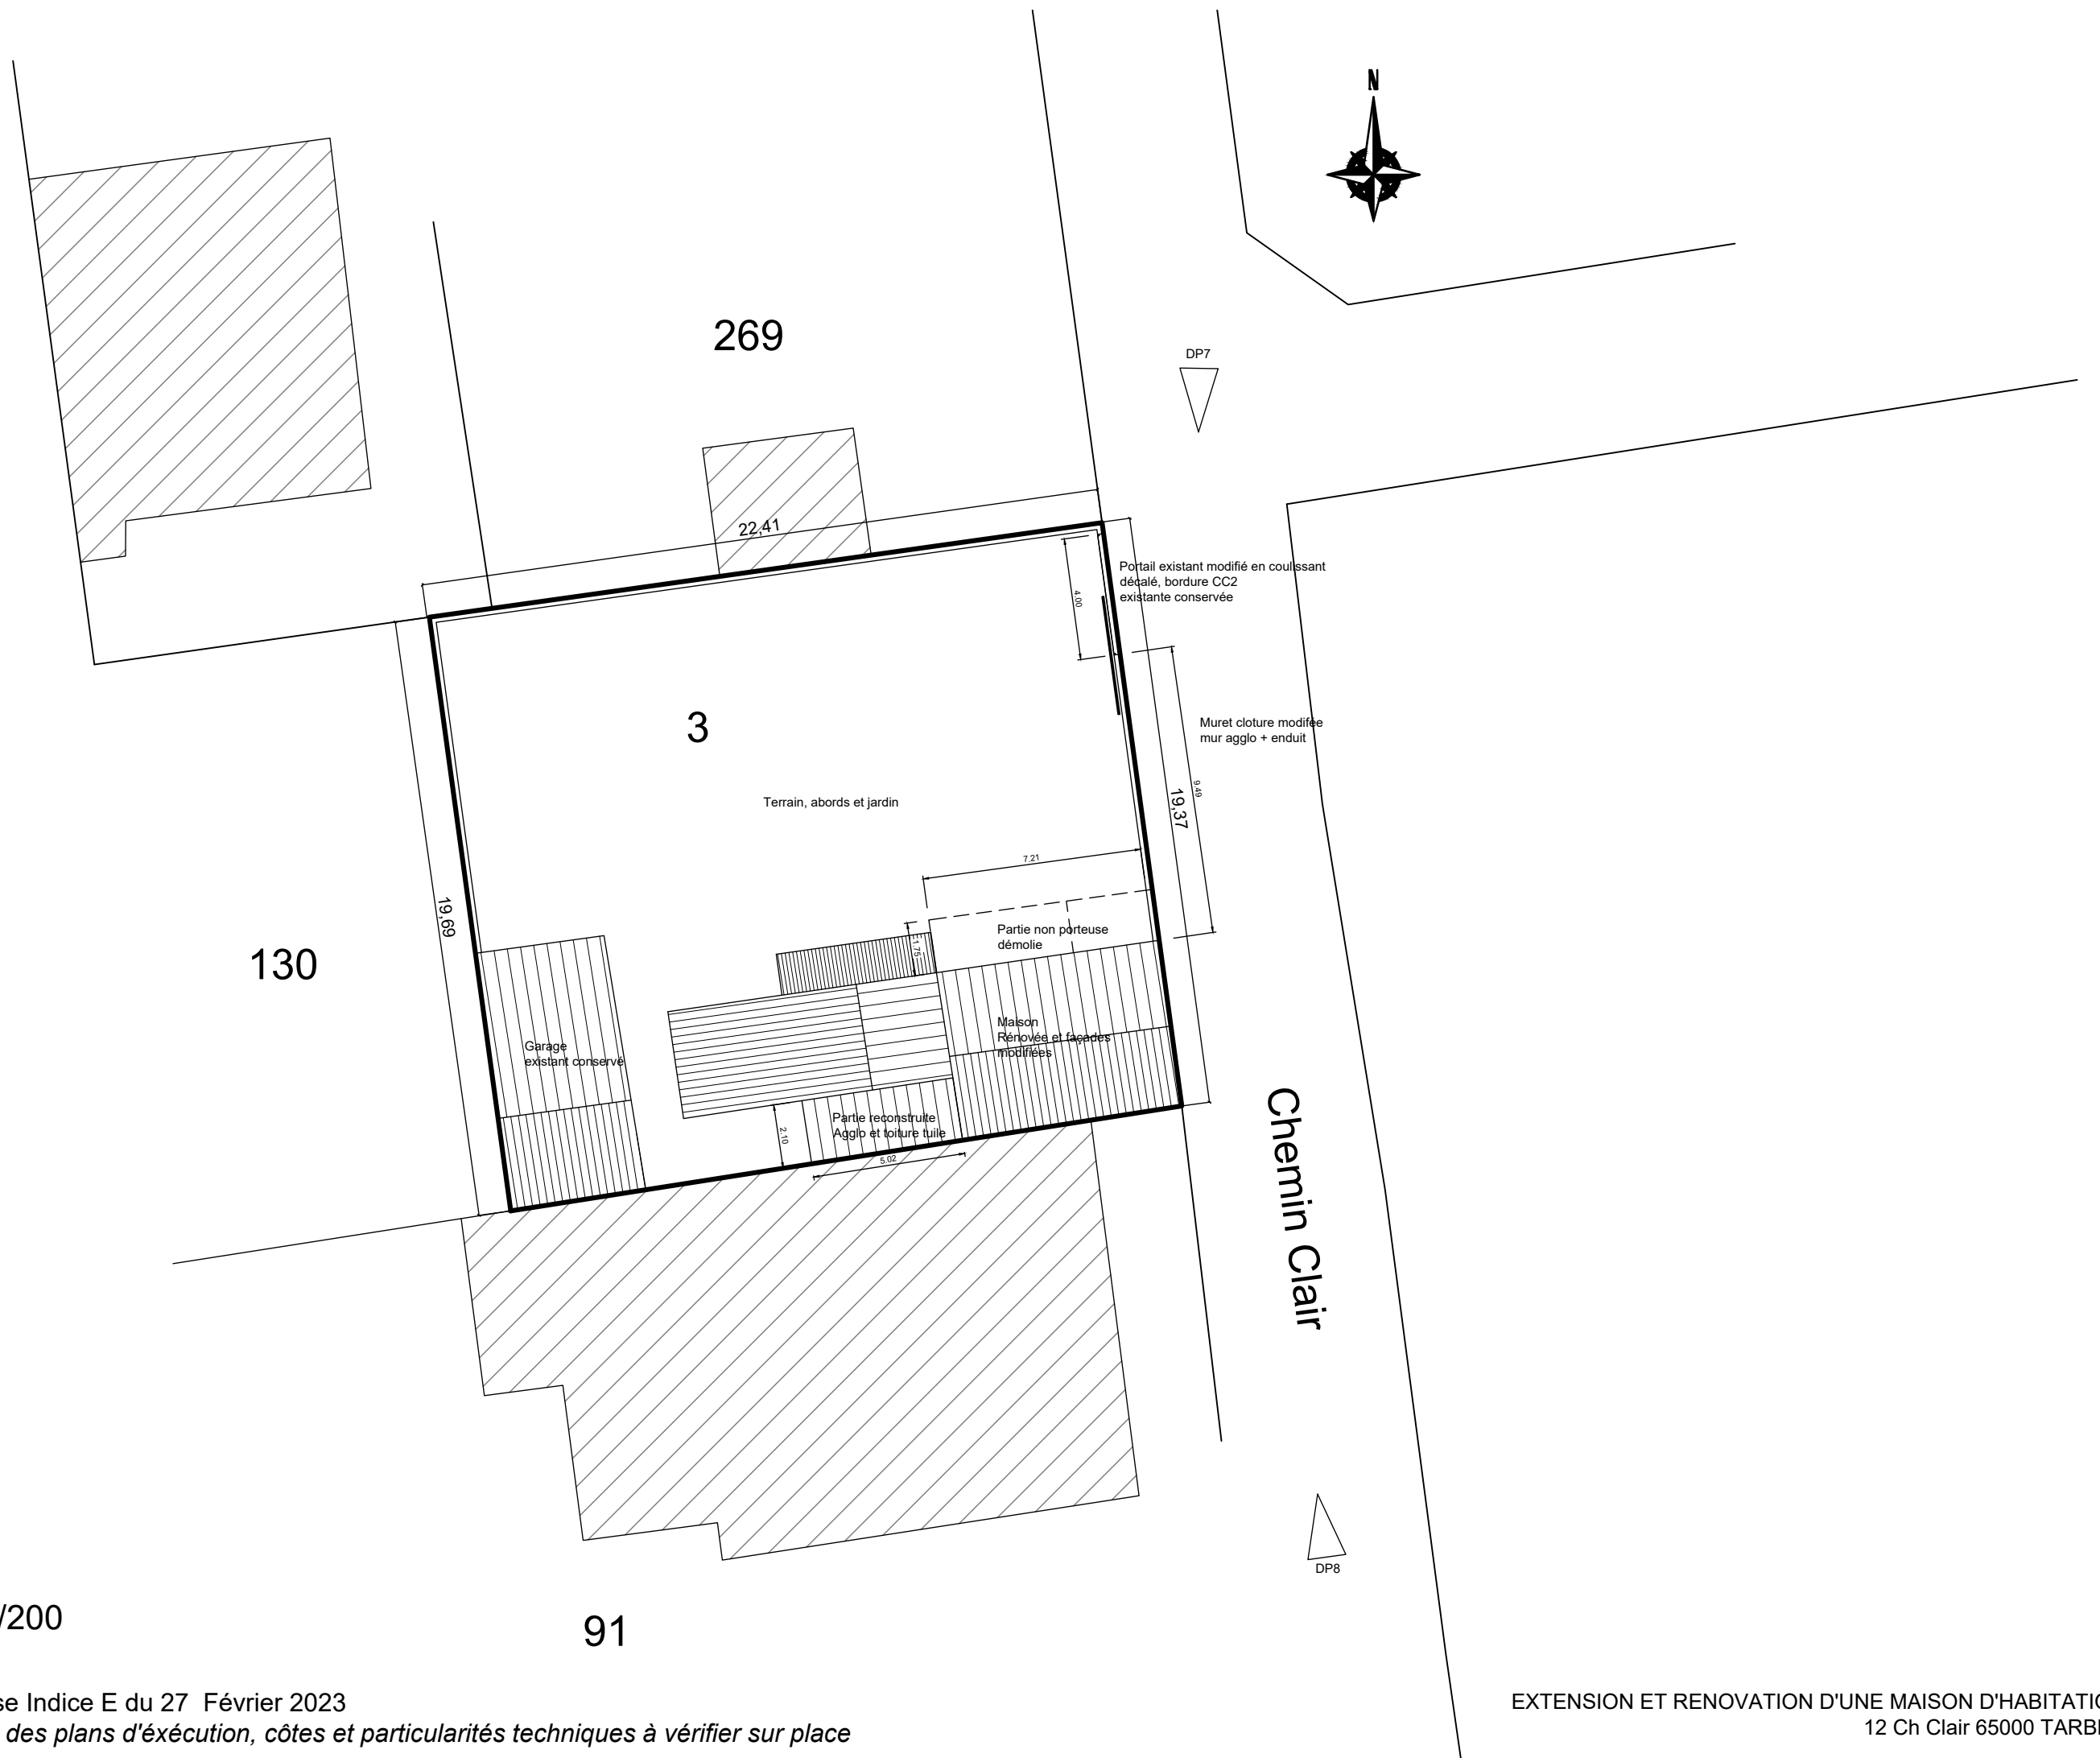 N
269
DP7
22,41
Portail existant modifié en coulissant
décalé, bordure CC2
existante conservée
4.00
3
Muret cloture modifée
mur agglo + enduit
9.49
19,37
Terrain, abords et jardin
7.21
19,69
130
Partie non porteuse
démolie
1.75
Maison
Rénovée et façades
modifiées
Garage
existant conservé
Partie reconstruite
Agglo et toiture tuile
2.10
5.02
Chemin Clair
DP8
/200
91
se Indice E du 27 Février 2023
des plans d'éxécution, côtes et particularités techniques à vérifier sur place
EXTENSION ET RENOVATION D'UNE MAISON D'HABITATIO
12 Ch Clair 65000 TARB